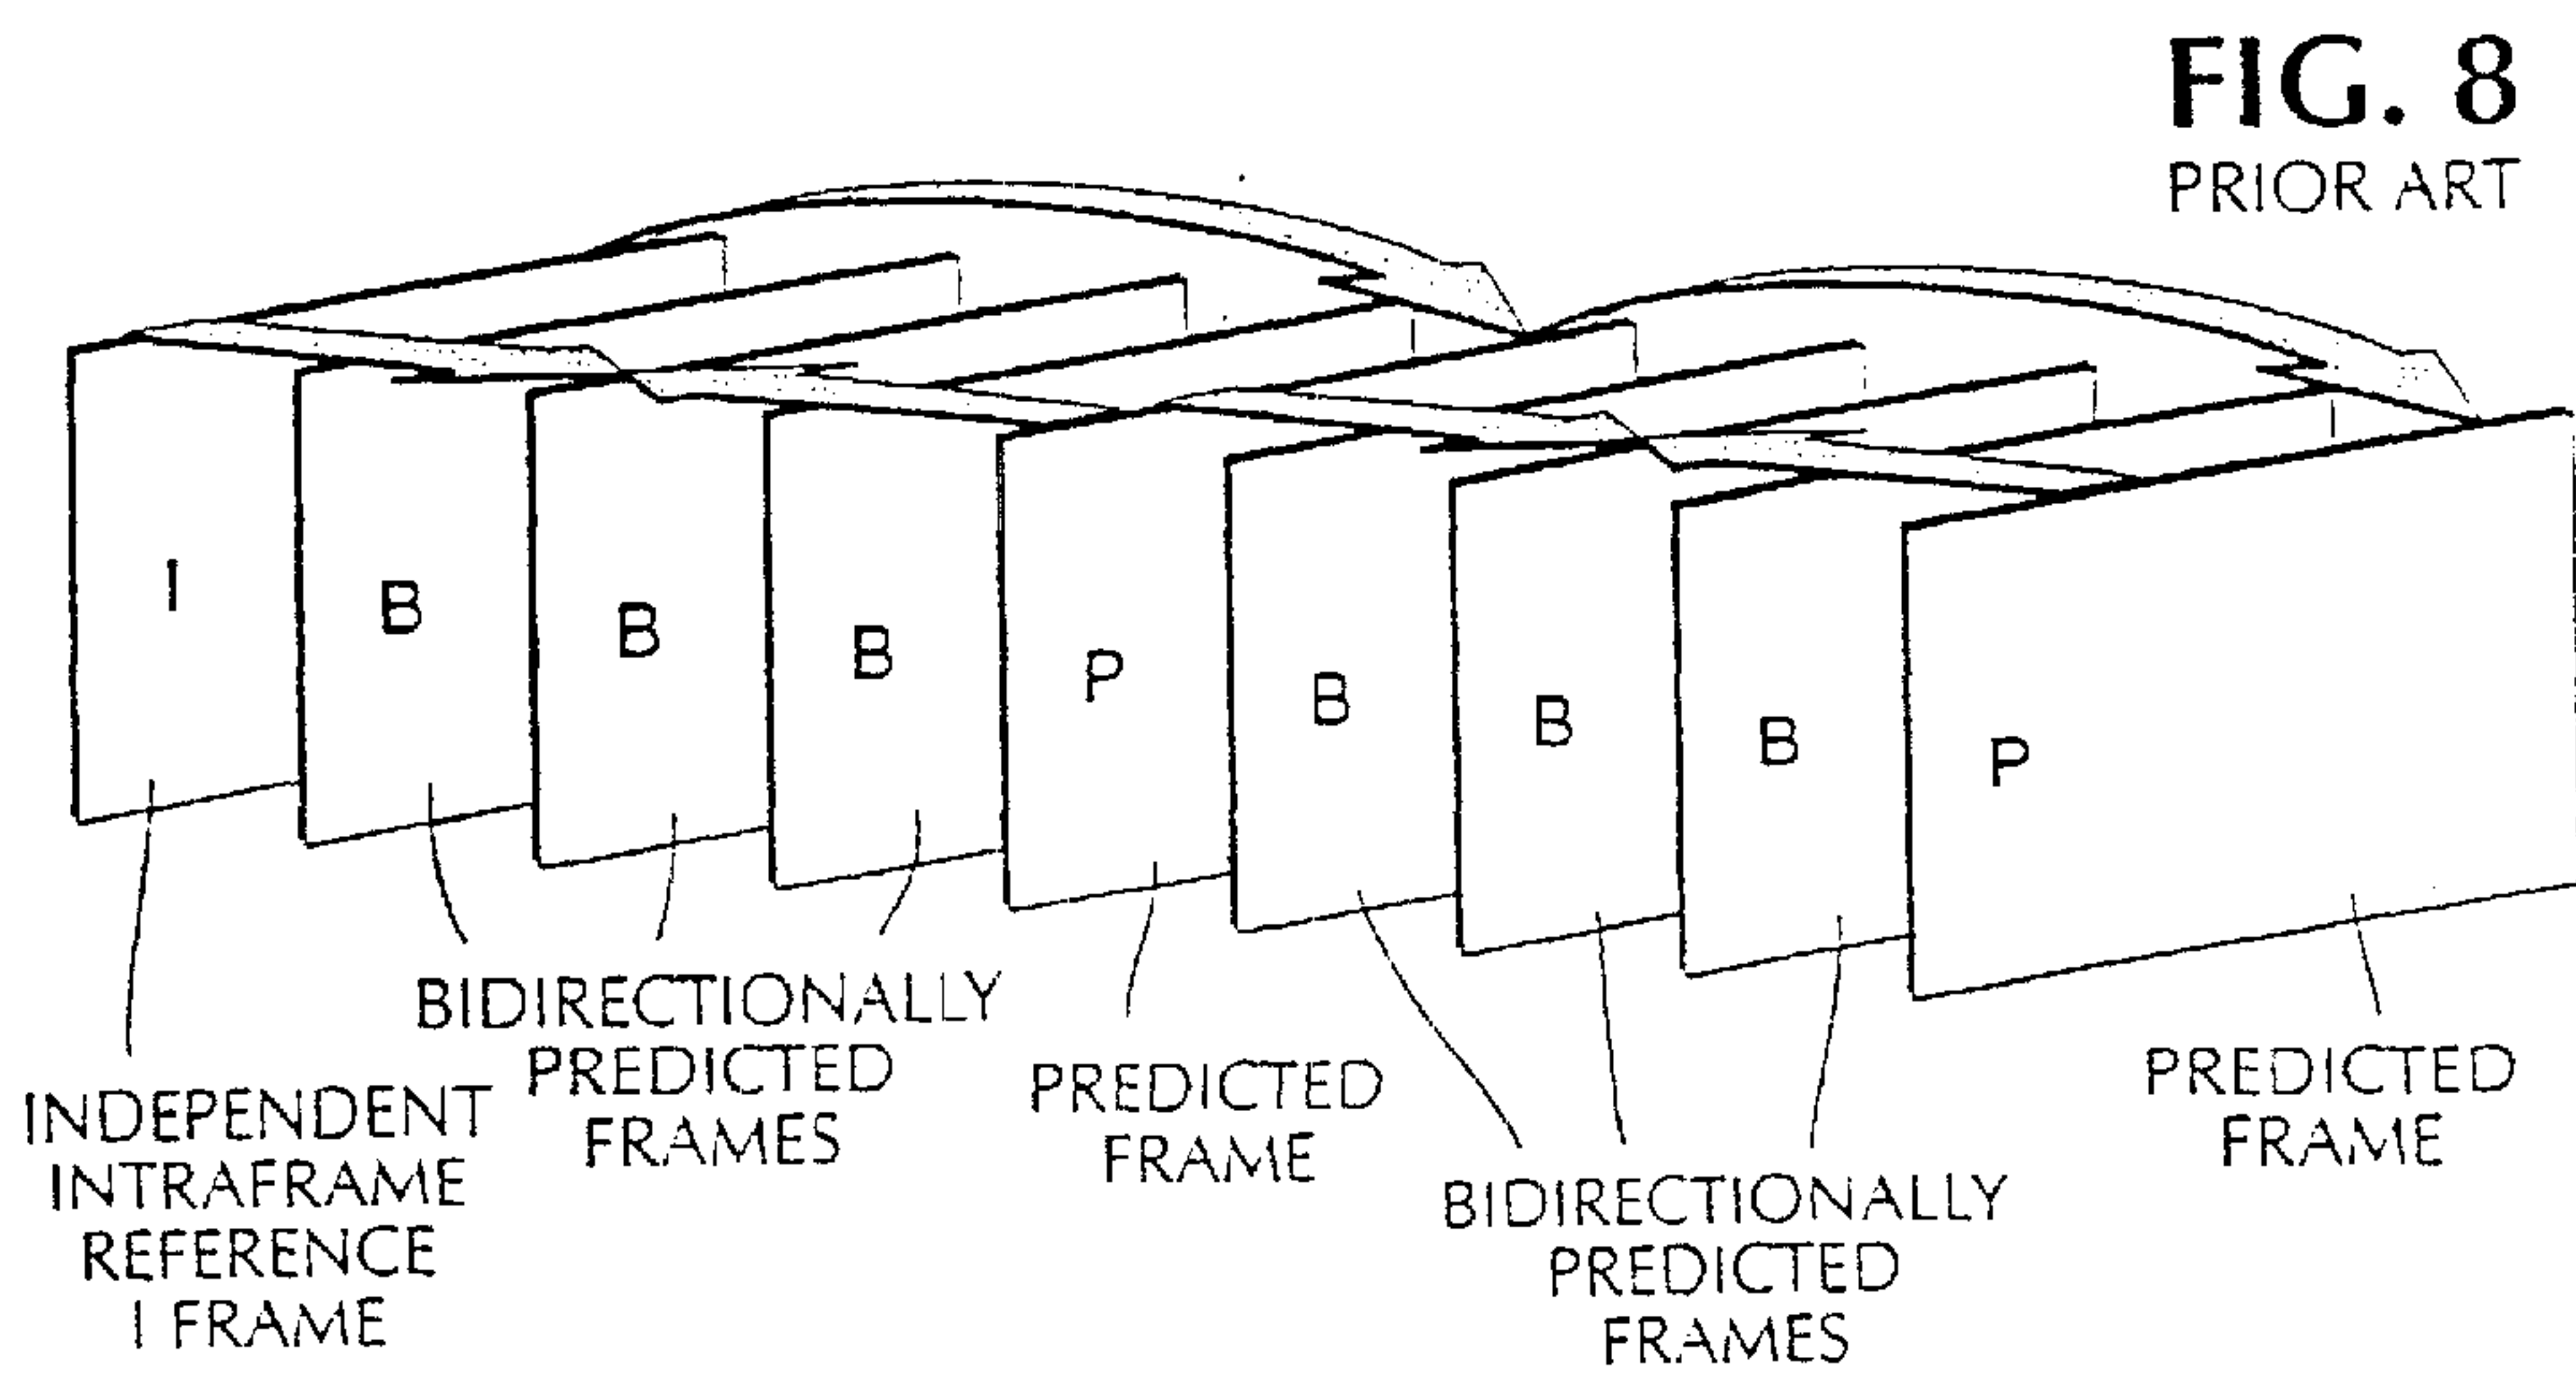 FIG. 8
PRIOR ART
I
B
B
B
P
B
B
B
P
INDEPENDENT
INTRAFRAME
REFERENCE
I FRAME
BIDIRECTIONALLY
PREDICTED
FRAMES
PREDICTED
FRAME
BIDIRECTIONALLY
PREDICTED
FRAMES
PREDICTED
FRAME